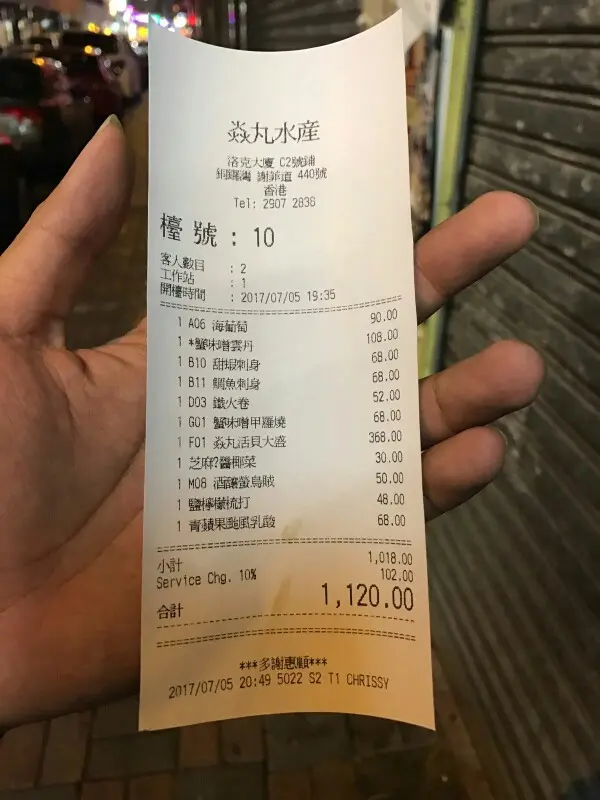 焱丸水産
洛克大廈 C2號鋪
銅鑼灣 謝菲道 440號
香港
Tel: 2907 2838
檯號 : 10
客人數目 : 2
工作站 : 1
開檯時間 : 2017/07/05 19:35
1 A06 海葡萄 90.00
1 *蟹味噌雲丹 108.00
1 B10 甜蝦刺身 68.00
1 B11 鯛魚刺身 68.00
1 D03 鐵火卷 52.00
1 G01 蟹味噌甲羅燒 68.00
1 F01 焱丸活貝大盛 368.00
1 芝麻?醬椰菜 30.00
1 M08 酒釀螢烏賊 50.00
1 鹽檸檬梳打 48.00
1 青蘋果颱風乳酸 68.00
小計 1,018.00
Service Chg. 10% 102.00
合計 1,120.00
***多謝惠顧***
2017/07/05 20:49 5022 S2 T1 CHRISSY